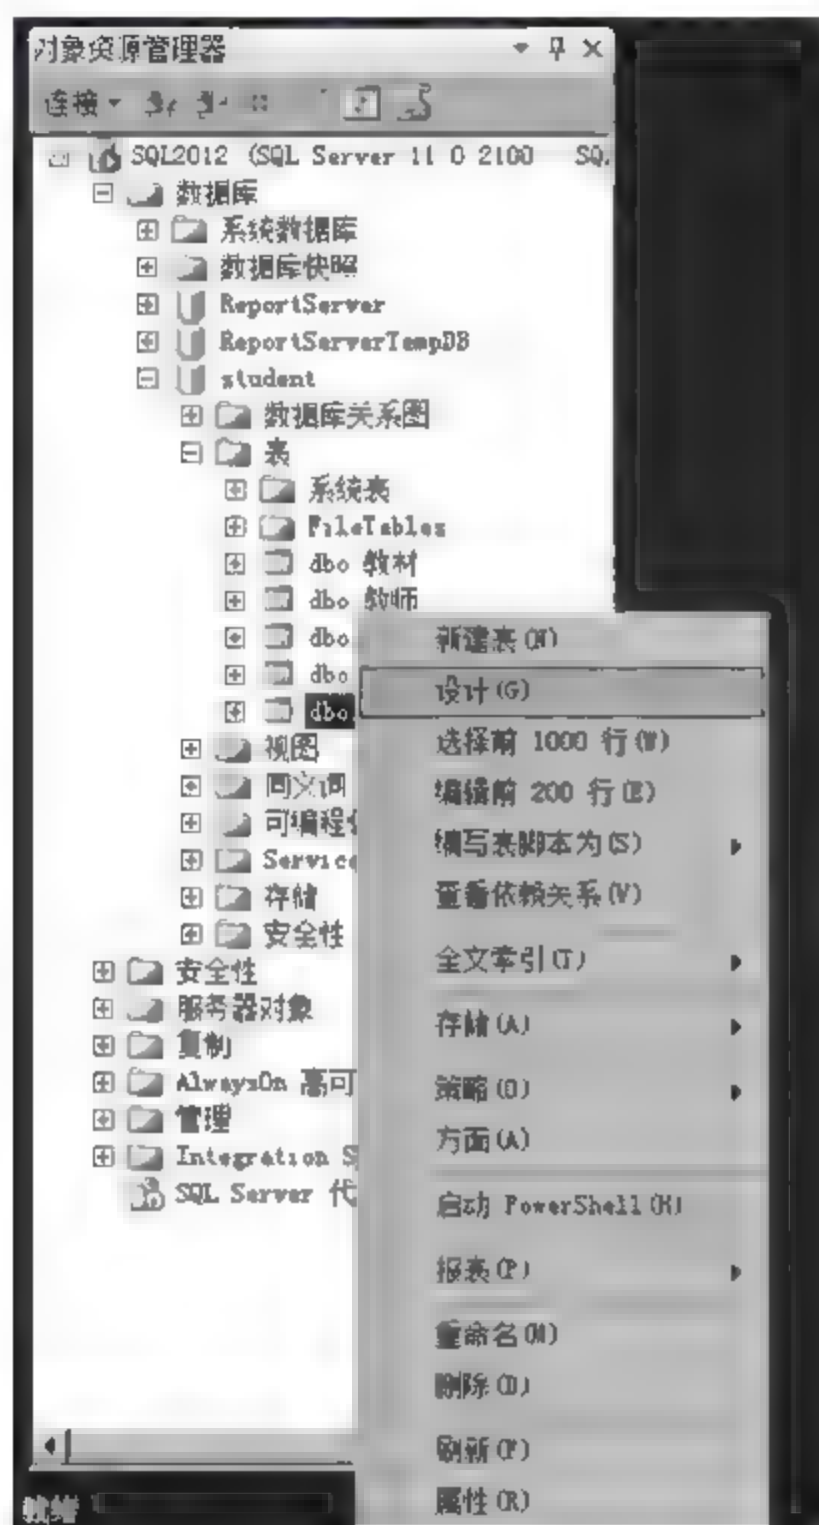 对象资源管理器
连接
SQL2012 (SQL Server 11 0 2100 SQ
数据库
系统数据库
数据库快照
ReportServer
ReportServerTempDB
student
数据库关系图
表
系统表
FileTables
dbo 教材
dbo 教师
dbo
dbo
dbo
视图
同义词
可编程
Service
存储
安全性
安全性
服务器对象
复制
AlwaysOn 高可
管理
Integration S
SQL Server 代
就绪
新建表(N)
设计(G)
选择前 1000 行(W)
编辑前 200 行(E)
编写表脚本为(S)
查看依赖关系(V)
全文索引(T)
存储(A)
策略(O)
方面(A)
启动 PowerShell(H)
报表(P)
重命名(M)
删除(D)
刷新(F)
属性(R)